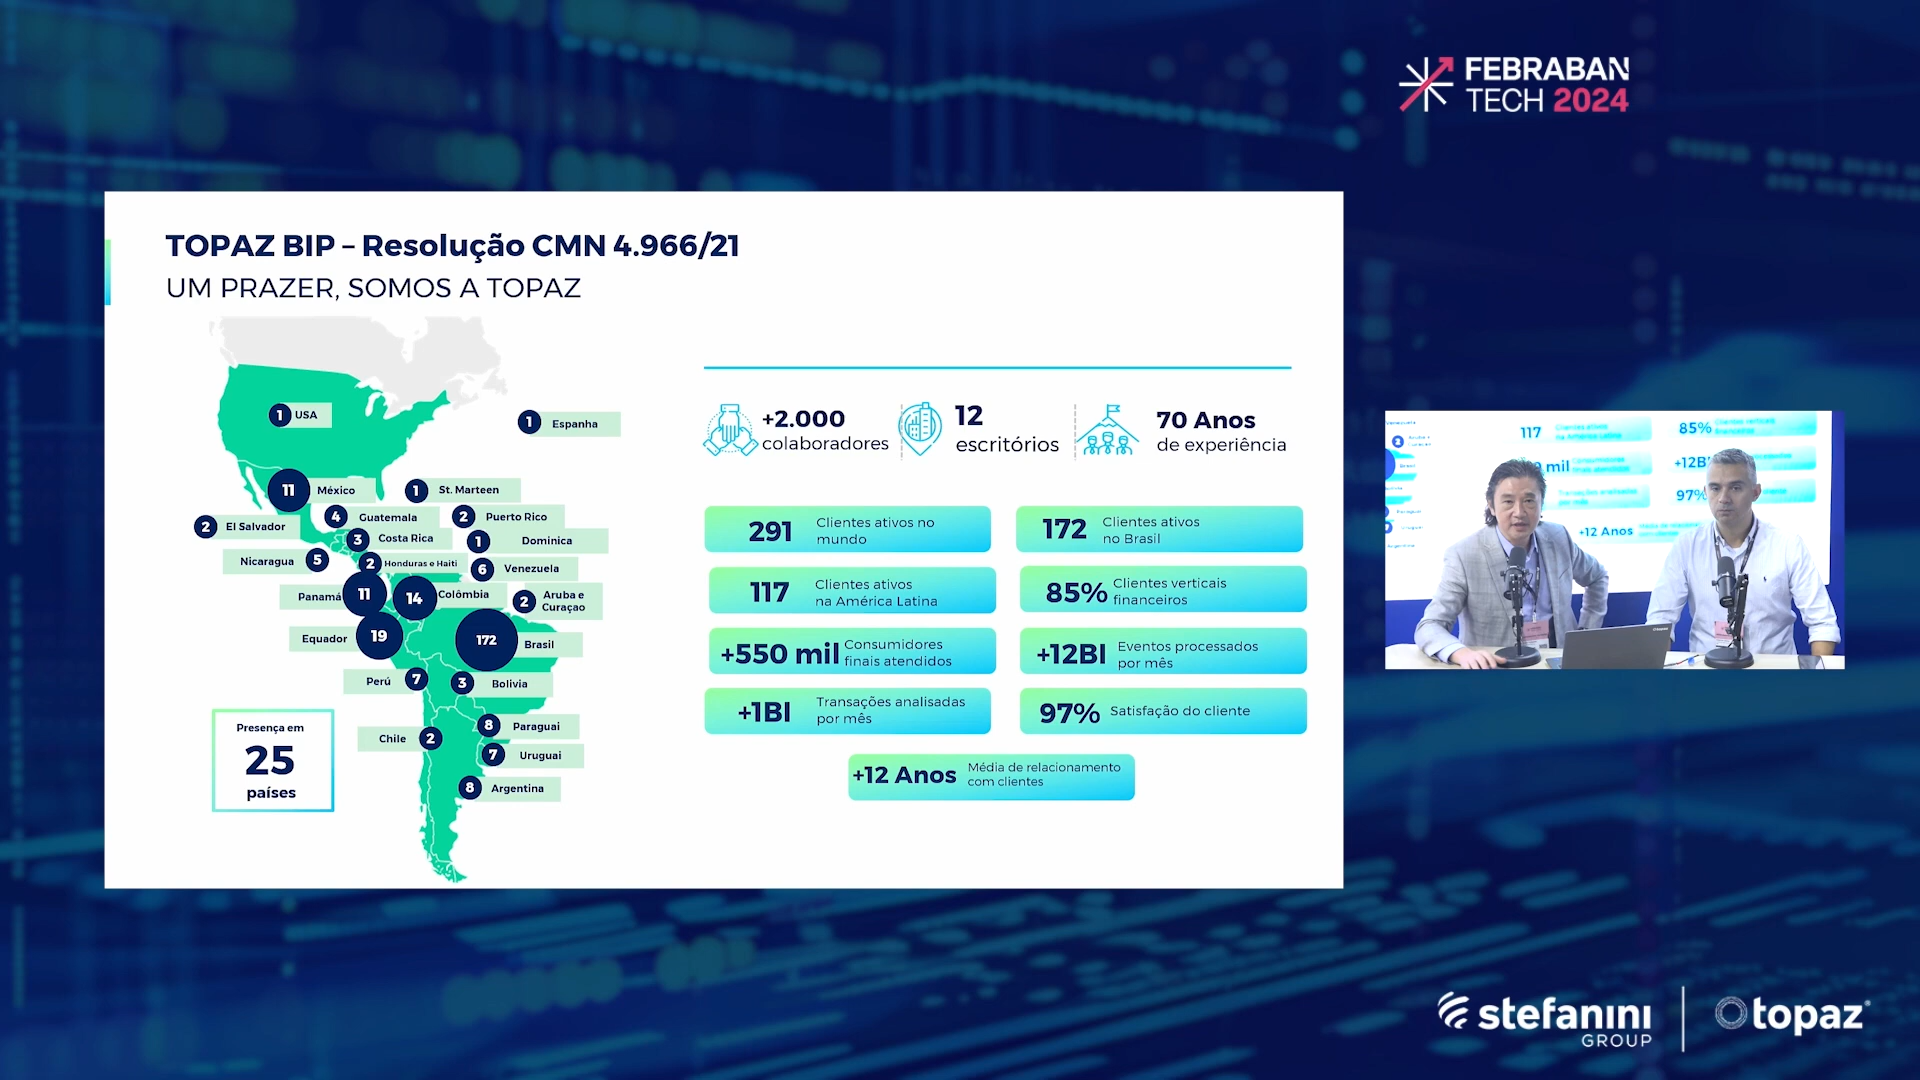 FEBRABAN
TECH 2024
TOPAZ BIP – Resolução CMN 4.966/21
UM PRAZER, SOMOS A TOPAZ
1 USA
1 Espanha
11 México
1 St. Marteen
4 Guatemala
2 Puerto Rico
2 El Salvador
3 Costa Rica
1 Dominica
Nicaragua 5
2 Honduras e Haiti
6 Venezuela
Panamá 11
14 Colômbia
2 Aruba e
Curaçao
Equador 19
172 Brasil
Perú 7
3 Bolívia
8 Paraguai
Chile 2
7 Uruguai
8 Argentina
Presença em
25
países
+2.000
colaboradores
12
escritórios
70 Anos
de experiência
291 Clientes ativos no
mundo
172 Clientes ativos
no Brasil
117 Clientes ativos
na América Latina
85% Clientes verticais
financeiros
+550 mil Consumidores
finais atendidos
+12BI Eventos processados
por mês
+1BI Transações analisadas
por mês
97% Satisfação do cliente
+12 Anos Média de relacionamento
com clientes
117
85%
mil
+12B
97%
+12 Anos
stefanini
GROUP
topaz